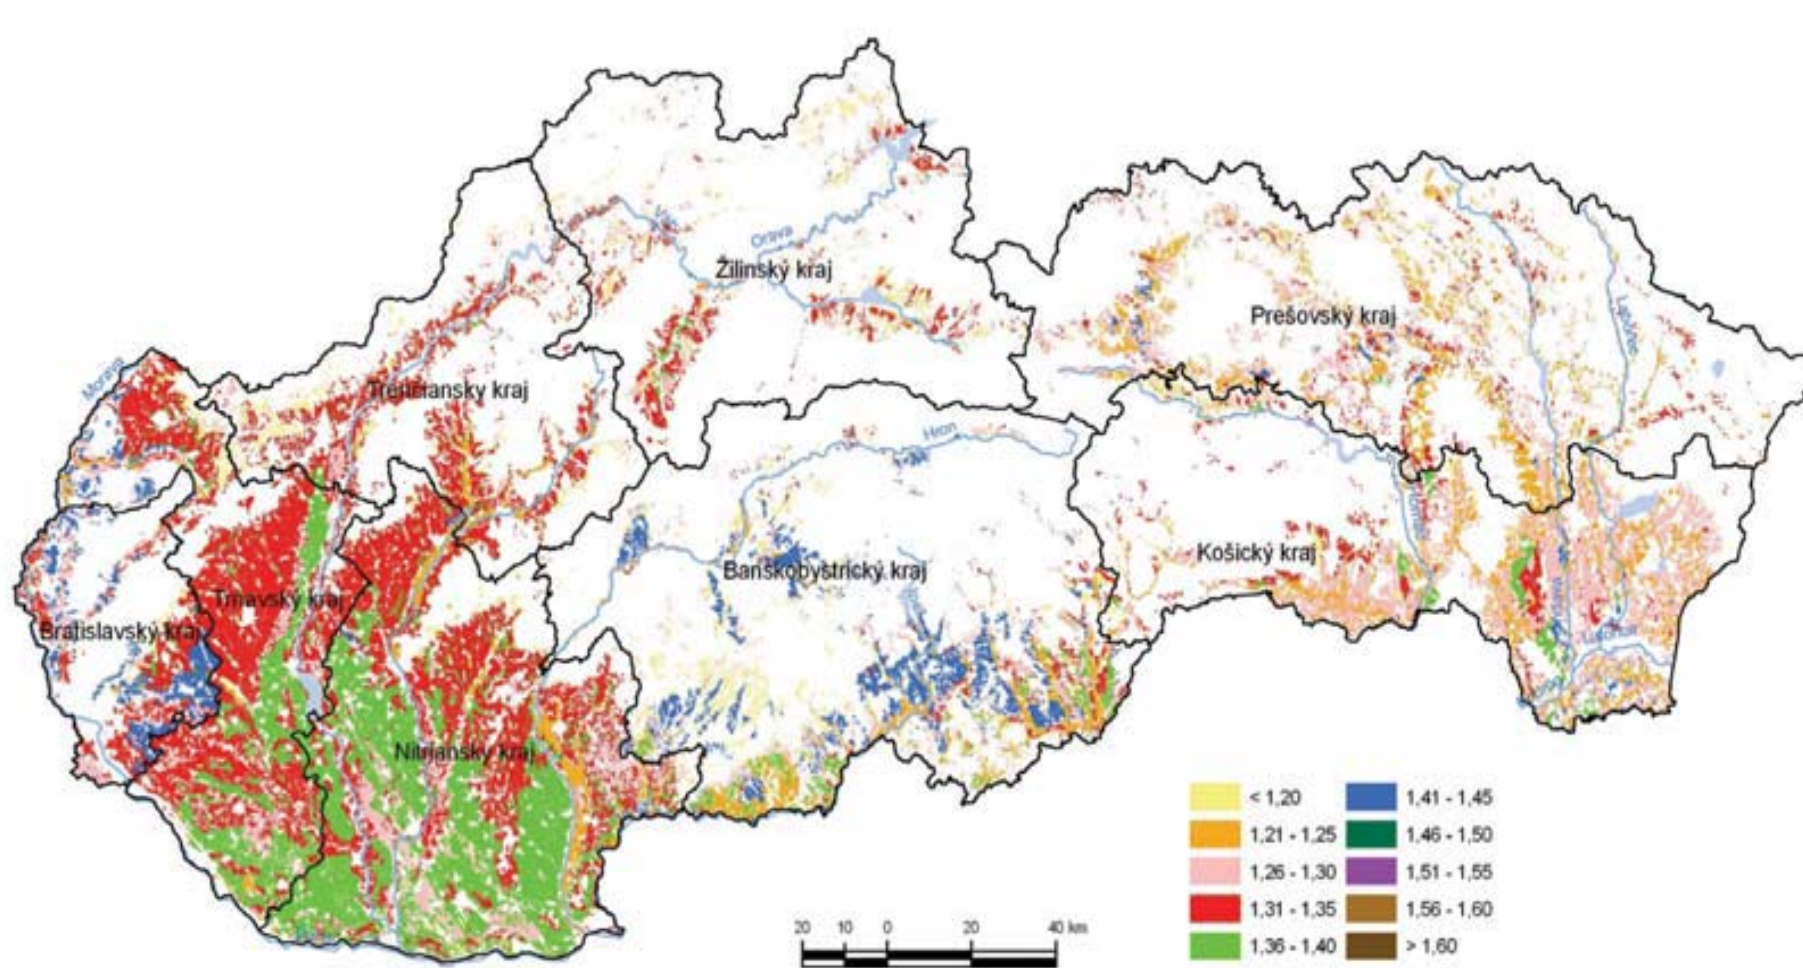 Orava
Žilinský kraj
Prešovský kraj
Laborec
Morava
Trenčiansky kraj
Hron
Košický kraj
Banskobystrický kraj
Trnavský kraj
Bratislavský kraj
Nitriansky kraj
< 1,20
1,41 - 1,45
1,21 - 1,25
1,46 - 1,50
1,26 - 1,30
1,51 - 1,55
1,31 - 1,35
1,56 - 1,60
1,36 - 1,40
> 1,60
20 10 0 20 40 km